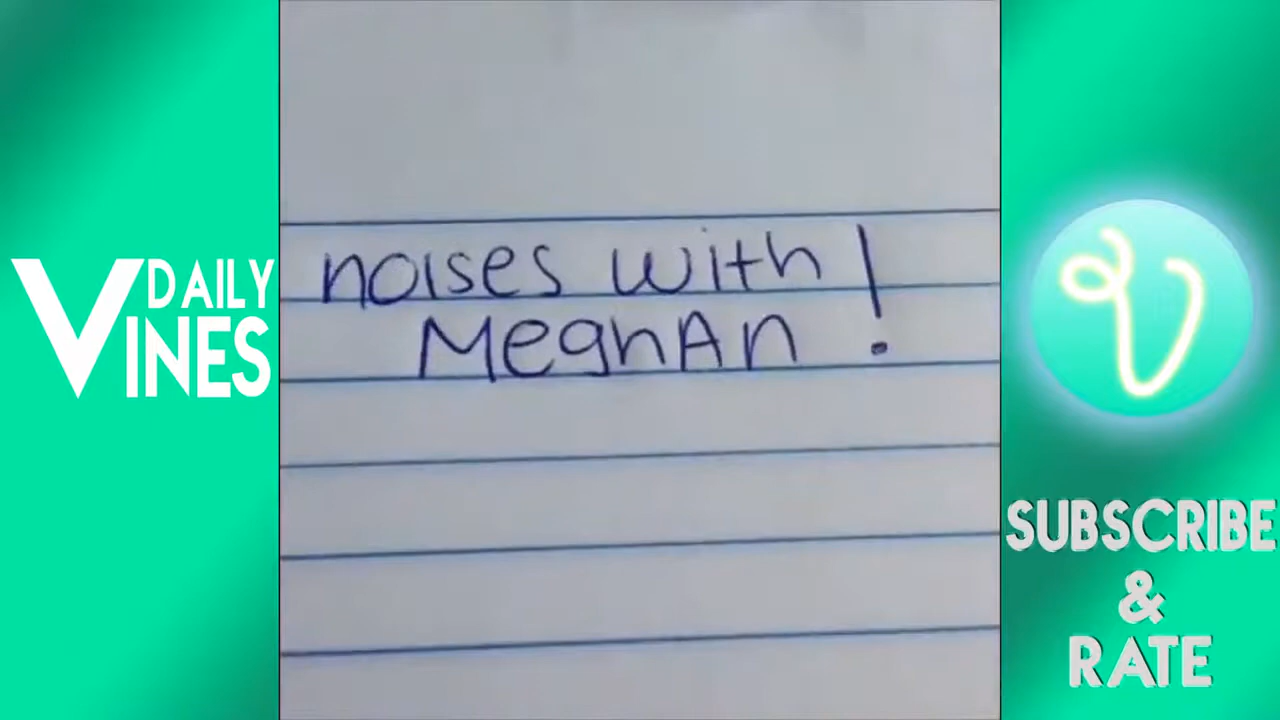 DAILY
VINES
noises with
MeghAn !
SUBSCRIBE
&
RATE